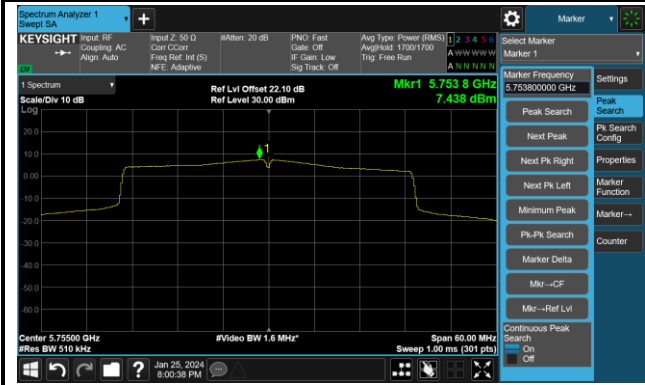 Spectrum Analyzer 1
Swept SA
+
Marker
KEYSIGHT
Input: RF
Coupling: AC
Align: Auto
Input Z: 50 Ω
Corr CCorr
Freq Ref: Int (S)
NFE: Adaptive
#Atten: 20 dB
PNO: Fast
Gate: Off
IF Gain: Low
Sig Track: Off
Avg Type: Power (RMS)
Avg|Hold: 1700/1700
Trig: Free Run
1 2 3 4 5 6
A W W W W W
A N N N N N
LV
Select Marker
Marker 1
1 Spectrum
Scale/Div 10 dB
Log
Ref Lvl Offset 22.10 dB
Ref Level 30.00 dBm
Mkr1 5.753 8 GHz
7.438 dBm
20.0
10.0
0.00
-10.0
-20.0
-30.0
-40.0
-50.0
-60.0
1
Center 5.75500 GHz
#Res BW 510 kHz
#Video BW 1.6 MHz*
Span 60.00 MHz
Sweep 1.00 ms (301 pts)
Marker Frequency
5.753800000 GHz
Peak Search
Next Peak
Next Pk Right
Next Pk Left
Minimum Peak
Pk-Pk Search
Marker Delta
Mkr→CF
Mkr→Ref Lvl
Continuous Peak
Search
On
Off
Settings
Peak
Search
Pk Search
Config
Properties
Marker
Function
Marker→
Counter
?
Jan 25, 2024
8:00:38 PM